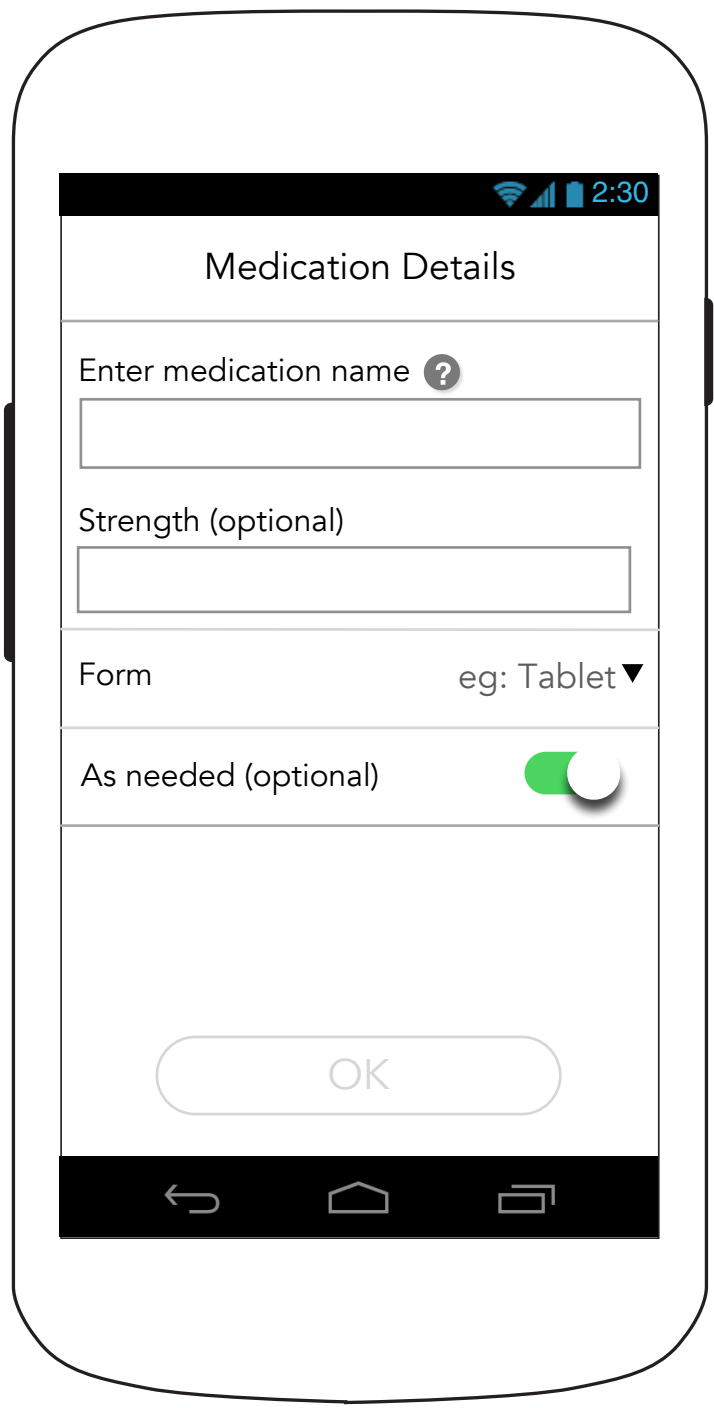 2:30
Medication Details
Enter medication name ?
Strength (optional)
Form eg: Tablet
As needed (optional)
OK